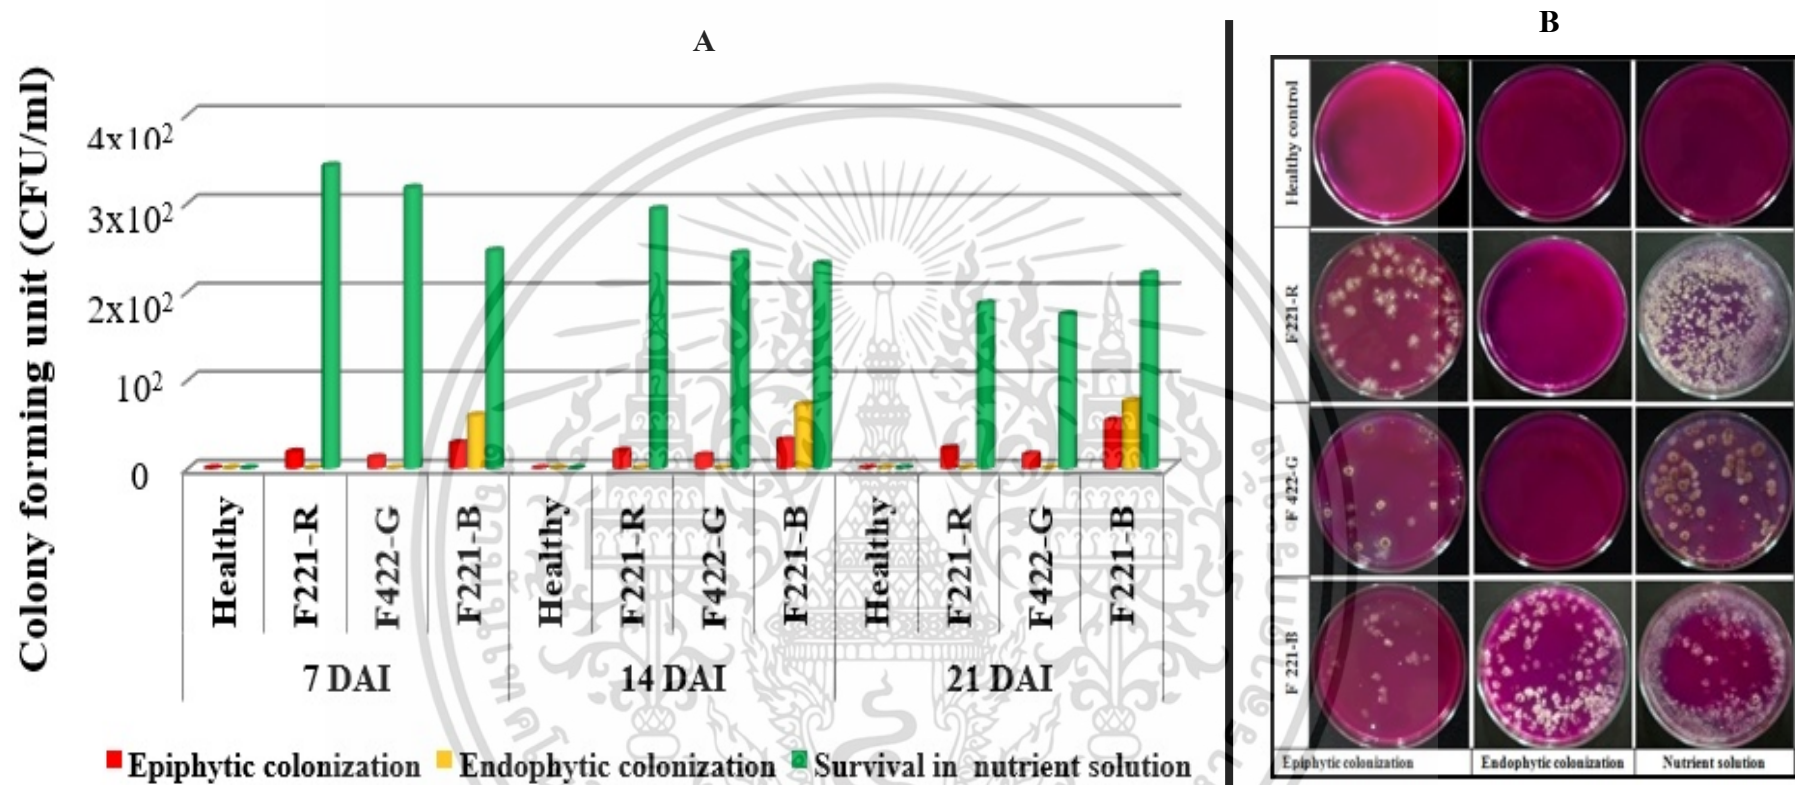 A
Colony forming unit (CFU/ml)
4x10²
3x10²
2x10²
10²
0
Healthy
F221-R
F422-G
F221-B
Healthy
F221-R
F422-G
F221-B
Healthy
F221-R
F422-G
F221-B
7 DAI
14 DAI
21 DAI
Epiphytic colonization
Endophytic colonization
Survival in nutrient solution
B
Healthy control
F221-R
F 422-G
F 221-B
Epiphytic colonization
Endophytic colonization
Nutrient solution